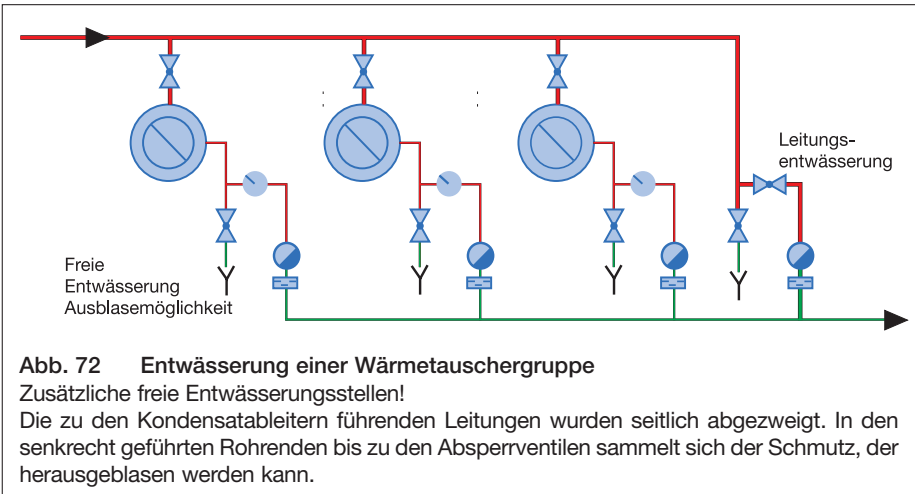 Leitungs-
entwässerung
Freie
Entwässerung
Ausblasemöglichkeit
Abb. 72 Entwässerung einer Wärmetauschergruppe
Zusätzliche freie Entwässerungsstellen!
Die zu den Kondensatableitern führenden Leitungen wurden seitlich abgezweigt. In den
senkrecht geführten Rohrenden bis zu den Absperrventilen sammelt sich der Schmutz, der
herausgeblasen werden kann.